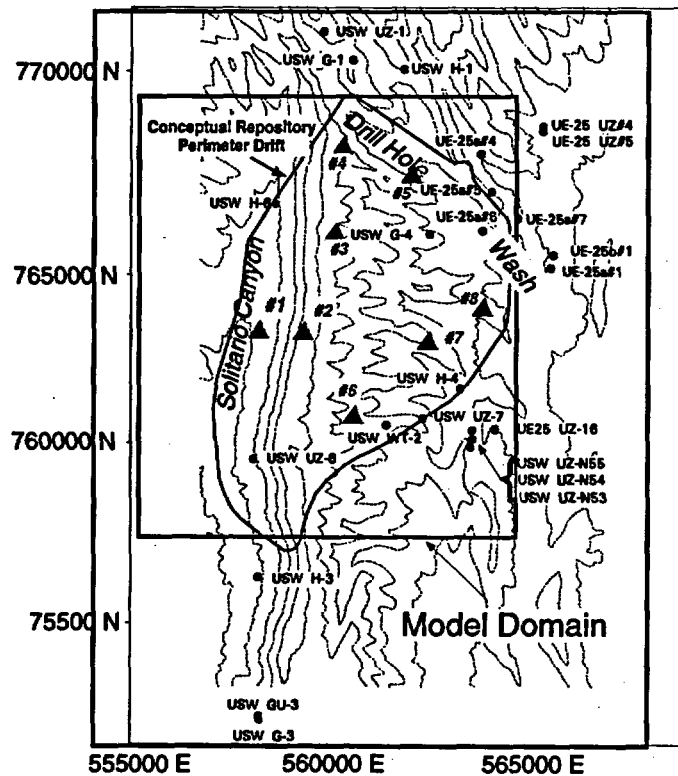 USW UZ-1
770000 N
USW G-1
USW H-1
Conceptual Repository
Perimeter Drift
Drill Hole
Wash
UE-25a#4
UE-25 UZ#4
UE-25 UZ#5
#4
#5
UE-25a#5
USW H-6
UE-25a#6
UE-25a#7
USW G-4
#3
UE-25b#1
765000 N
UE-25a#1
Solitario Canyon
#1
#2
#8
#7
USW H-4
#6
USW UZ-7
760000 N
USW WT-2
UE25 UZ-16
USW UZ-6
USW UZ-N55
USW UZ-N54
USW UZ-N53
USW H-3
75500 N
Model Domain
USW GU-3
USW G-3
555000 E
560000 E
565000 E